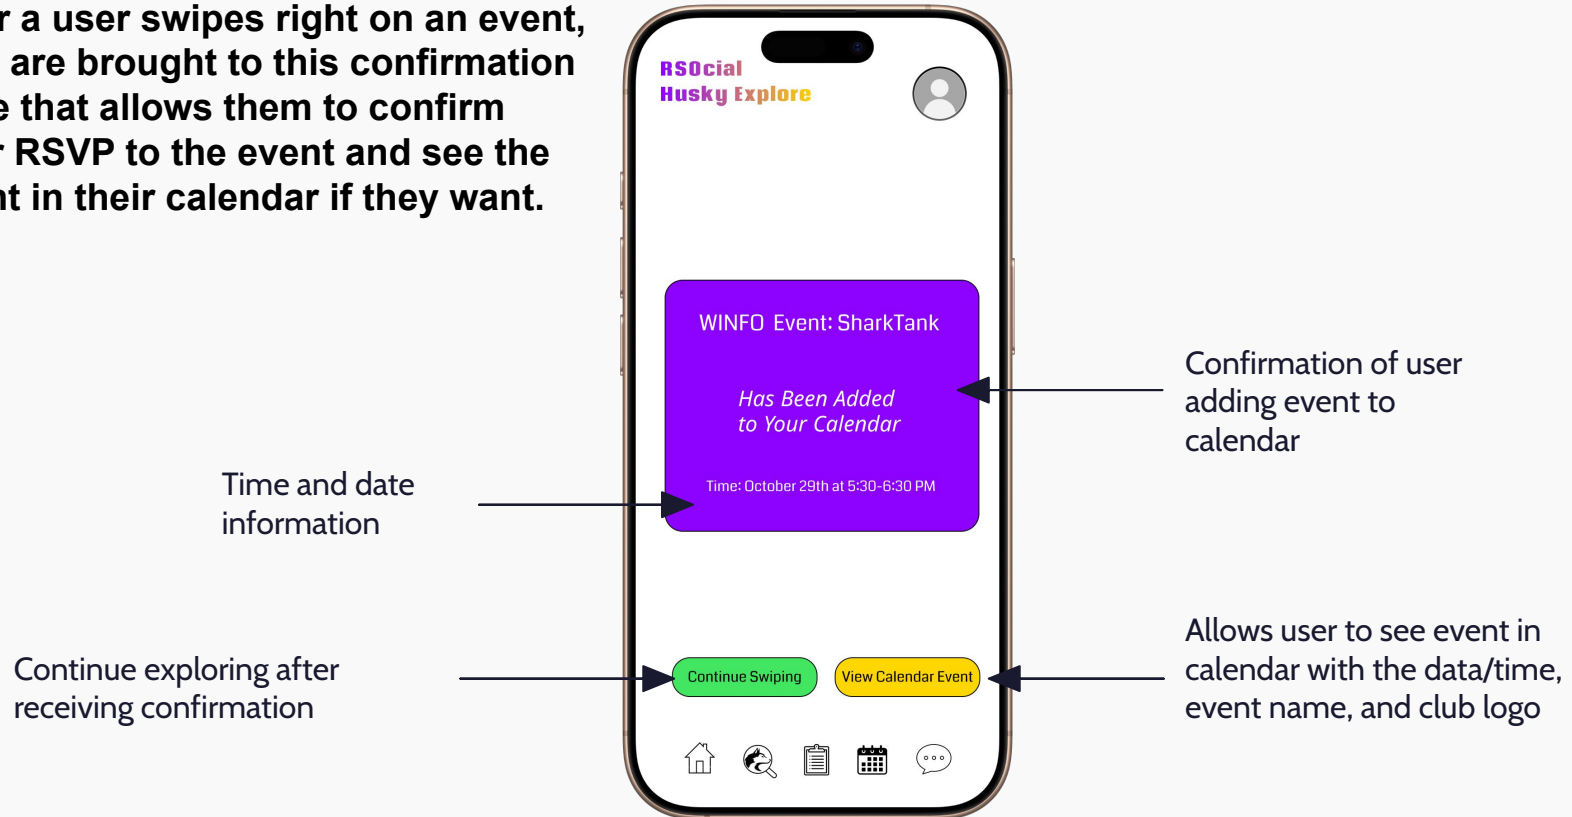 r a user swipes right on an event,
are brought to this confirmation
e that allows them to confirm
r RSVP to the event and see the
nt in their calendar if they want.
RSOcial
Husky Explore
WINFO Event: SharkTank
Has Been Added
to Your Calendar
Time: October 29th at 5:30-6:30 PM
Confirmation of user
adding event to
calendar
Time and date
information
Continue exploring after
receiving confirmation
Continue Swiping
View Calendar Event
Allows user to see event in
calendar with the data/time,
event name, and club logo